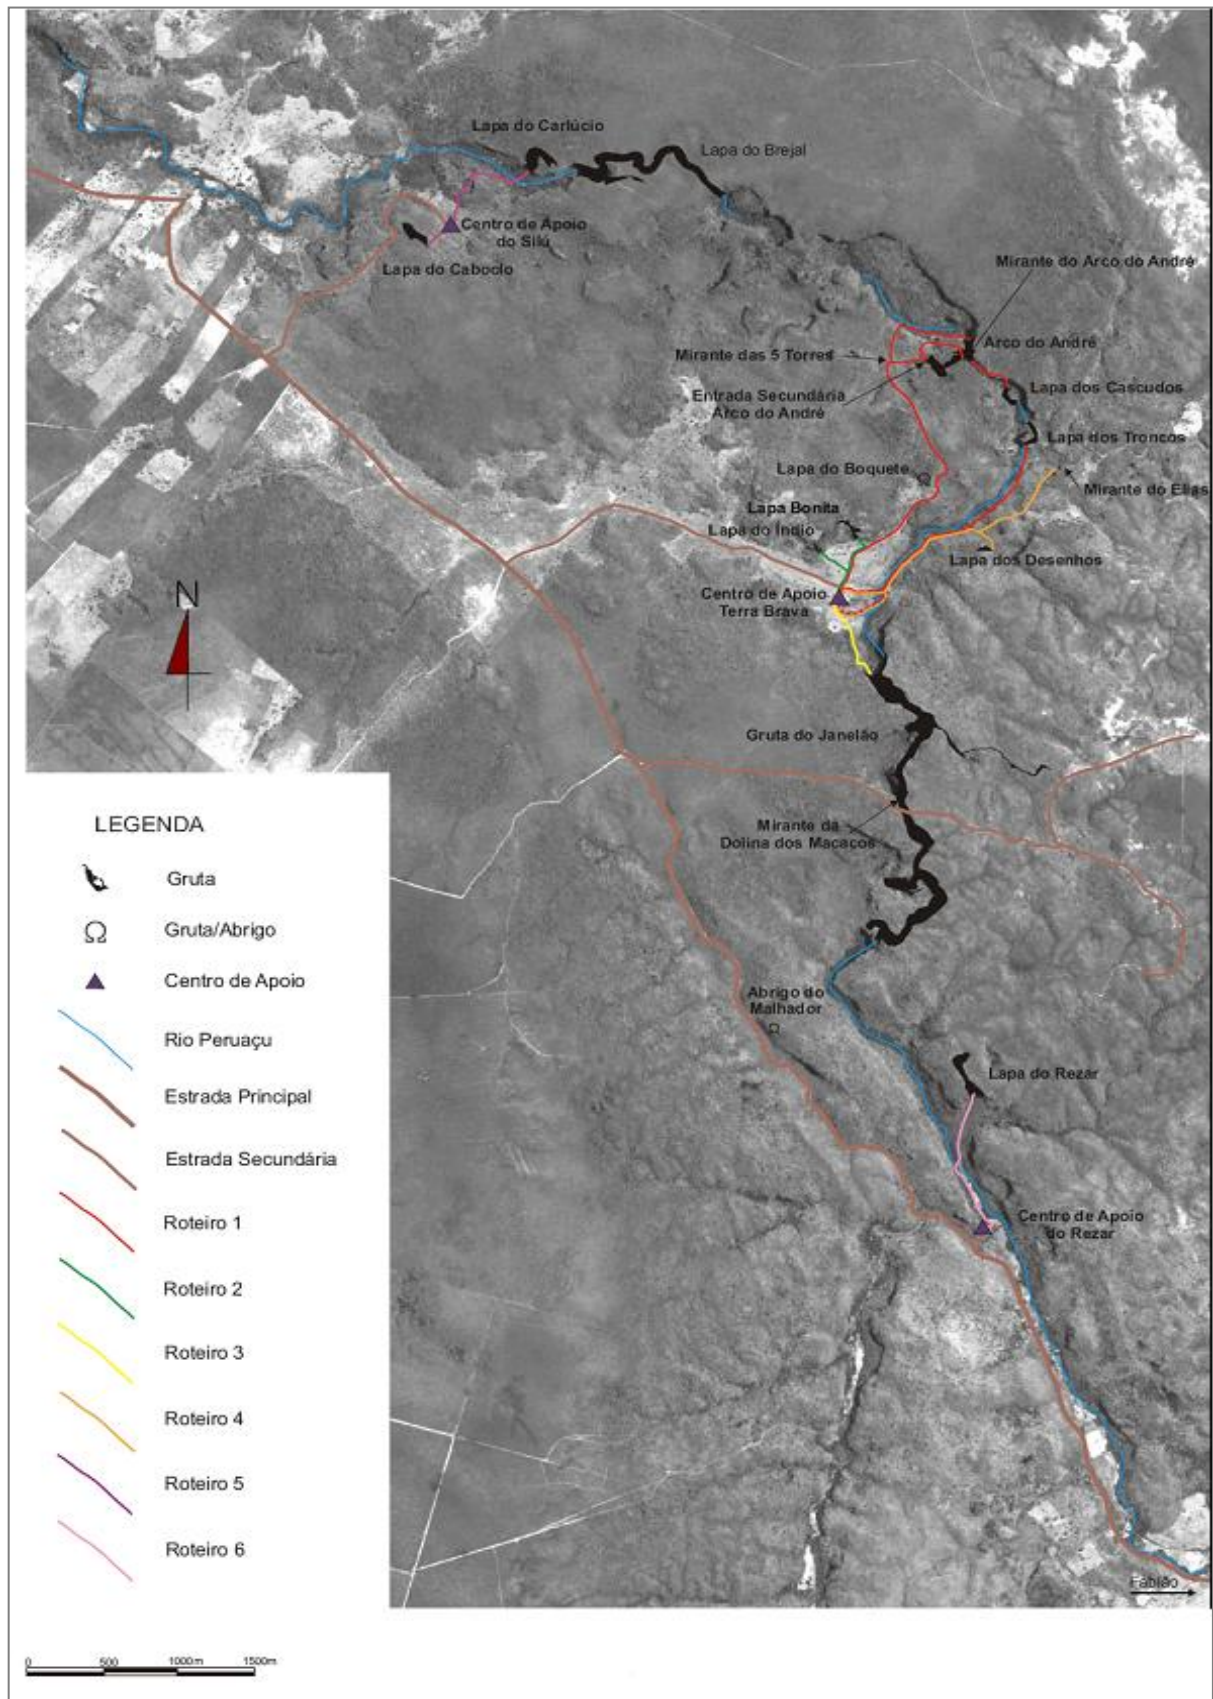 Lapa do Carlúcio
Lapa do Brejal
Centro de Apoio
do Silú
Lapa do Caboclo
Mirante do Arco do André
Arco do André
Mirante das 5 Torres
Lapa dos Cascudos
Entrada Secundária
Arco do André
Lapa dos Troncos
Lapa do Boquete
Mirante do Elias
Lapa Bonita
Lapa do Índio
Lapa dos Desenhos
Centro de Apoio
Terra Brava
N
Gruta do Janelão
Mirante da
Dolina dos Macacos
Abrigo do
Malhador
Lapa do Rezar
Centro de Apoio
do Rezar
Fabião
LEGENDA
Gruta
Gruta/Abrigo
Centro de Apoio
Rio Peruaçu
Estrada Principal
Estrada Secundária
Roteiro 1
Roteiro 2
Roteiro 3
Roteiro 4
Roteiro 5
Roteiro 6
0 500 1000m 1500m